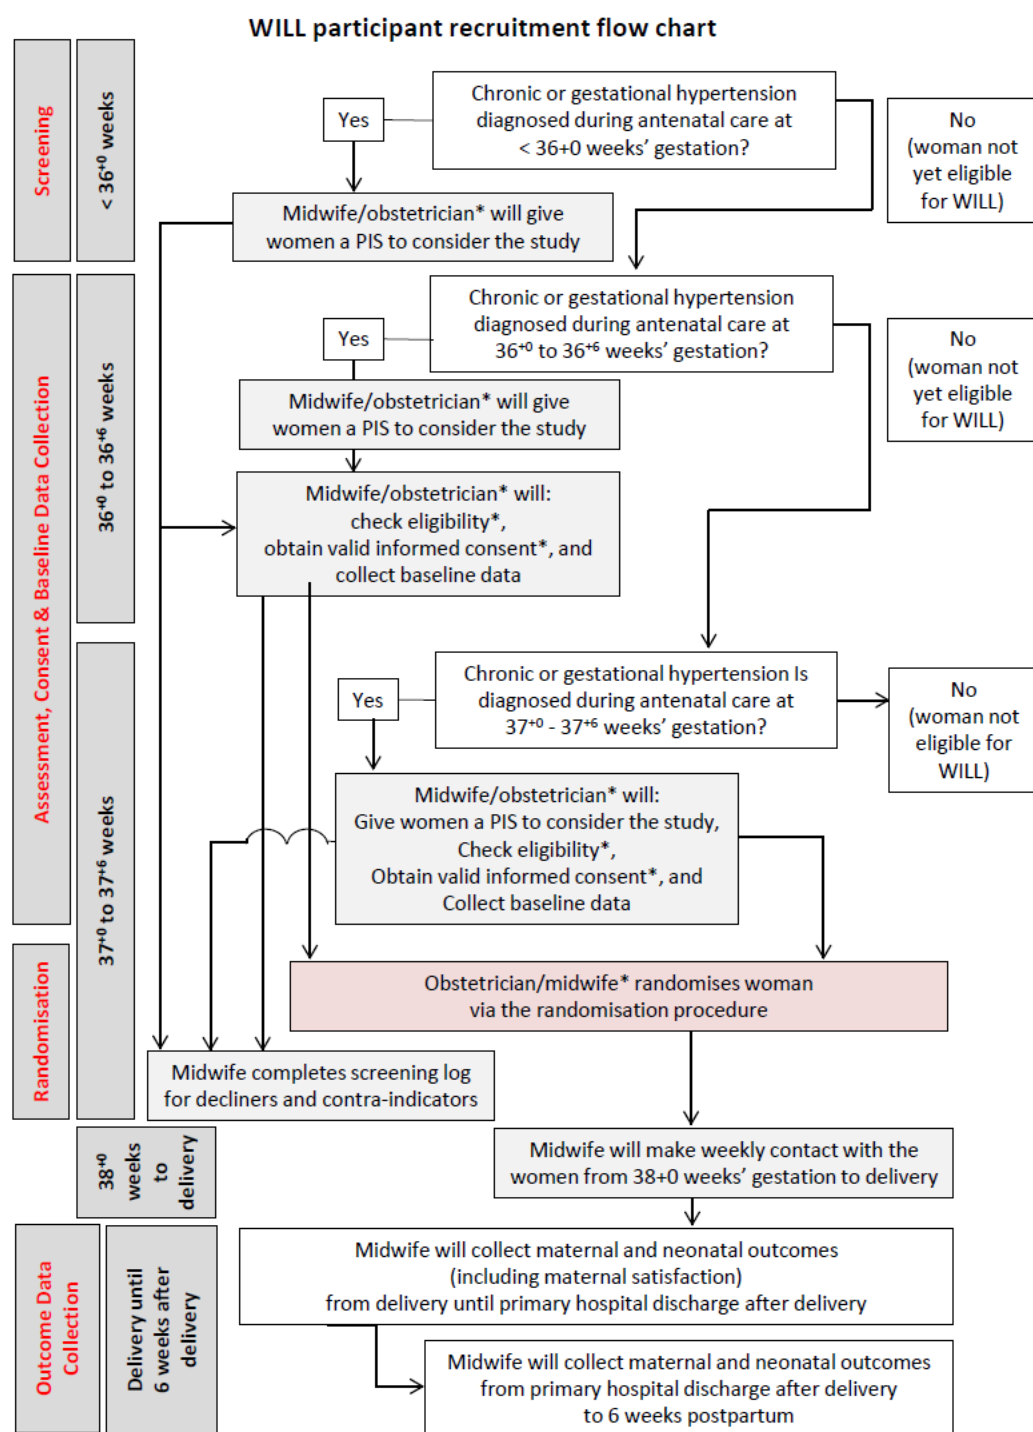 WILL participant recruitment flow chart
Screening
< 36⁺⁰ weeks
Chronic or gestational hypertension
diagnosed during antenatal care at
< 36+0 weeks’ gestation?
Yes
No
(woman not
yet eligible
for WILL)
Midwife/obstetrician* will give
women a PIS to consider the study
Assessment, Consent & Baseline Data Collection
36⁺⁰ to 36⁺⁶ weeks
Chronic or gestational hypertension
diagnosed during antenatal care at
36⁺⁰ to 36⁺⁶ weeks’ gestation?
Yes
No
(woman not
yet eligible
for WILL)
Midwife/obstetrician* will give
women a PIS to consider the study
Midwife/obstetrician* will:
check eligibility*,
obtain valid informed consent*, and
collect baseline data
37⁺⁰ to 37⁺⁶ weeks
Chronic or gestational hypertension Is
diagnosed during antenatal care at
37⁺⁰ - 37⁺⁶ weeks’ gestation?
Yes
No
(woman not
eligible for
WILL)
Midwife/obstetrician* will:
Give women a PIS to consider the study,
Check eligibility*,
Obtain valid informed consent*, and
Collect baseline data
Randomisation
Obstetrician/midwife* randomises woman
via the randomisation procedure
Midwife completes screening log
for decliners and contra-indicators
38⁺⁰
weeks
to
delivery
Midwife will make weekly contact with the
women from 38+0 weeks’ gestation to delivery
Outcome Data
Collection
Delivery until
6 weeks after
delivery
Midwife will collect maternal and neonatal outcomes
(including maternal satisfaction)
from delivery until primary hospital discharge after delivery
Midwife will collect maternal and neonatal outcomes
from primary hospital discharge after delivery
to 6 weeks postpartum